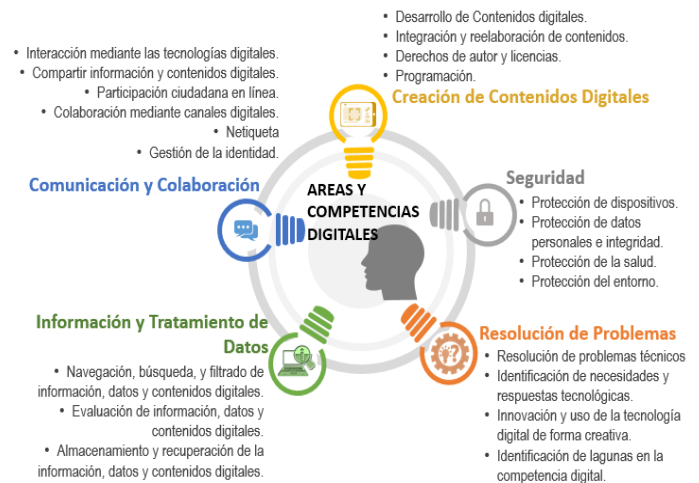 • Desarrollo de Contenidos digitales.
• Integración y reelaboración de contenidos.
• Derechos de autor y licencias.
• Programación.
Creación de Contenidos Digitales
• Interacción mediante las tecnologías digitales.
• Compartir información y contenidos digitales.
• Participación ciudadana en línea.
• Colaboración mediante canales digitales.
• Netiqueta
• Gestión de la identidad.
Comunicación y Colaboración
AREAS Y
COMPETENCIAS
DIGITALES
Seguridad
• Protección de dispositivos.
• Protección de datos
personales e integridad.
• Protección de la salud.
• Protección del entorno.
Información y Tratamiento de
Datos
• Navegación, búsqueda, y filtrado de
información, datos y contenidos digitales.
• Evaluación de información, datos y
contenidos digitales.
• Almacenamiento y recuperación de la
información, datos y contenidos digitales.
Resolución de Problemas
• Resolución de problemas técnicos
• Identificación de necesidades y
respuestas tecnológicas.
• Innovación y uso de la tecnología
digital de forma creativa.
• Identificación de lagunas en la
competencia digital.